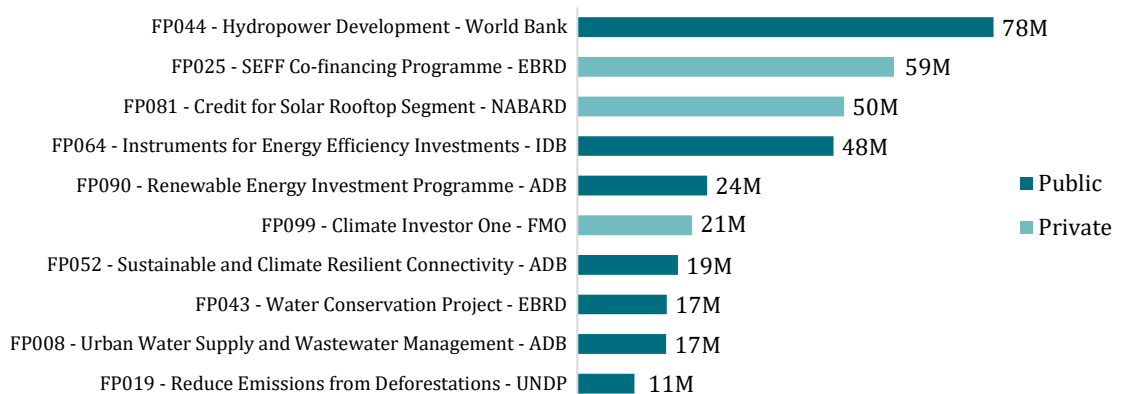 FP044 - Hydropower Development - World Bank 78M
FP025 - SEFF Co-financing Programme - EBRD 59M
FP081 - Credit for Solar Rooftop Segment - NABARD 50M
FP064 - Instruments for Energy Efficiency Investments - IDB 48M
FP090 - Renewable Energy Investment Programme - ADB 24M
FP099 - Climate Investor One - FMO 21M
FP052 - Sustainable and Climate Resilient Connectivity - ADB 19M
FP043 - Water Conservation Project - EBRD 17M
FP008 - Urban Water Supply and Wastewater Management - ADB 17M
FP019 - Reduce Emissions from Deforestations - UNDP 11M
Public
Private